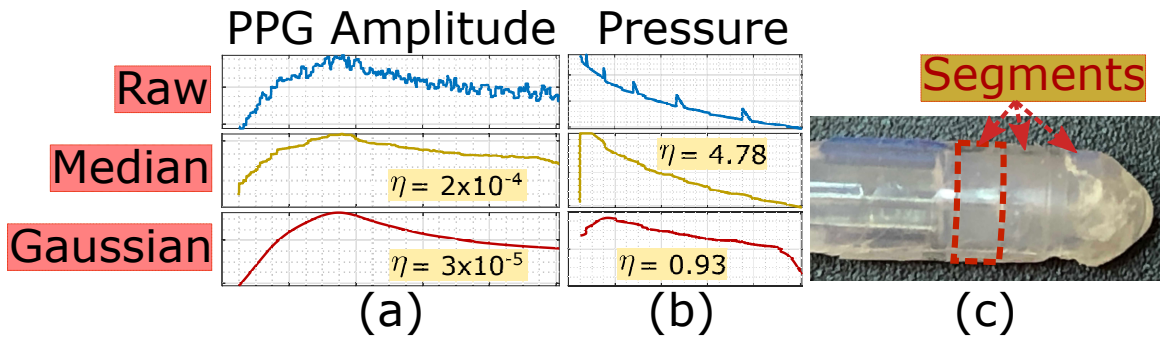 PPG Amplitude
Pressure
Raw
Segments
Median
η = 2x10⁻⁴
η = 4.78
Gaussian
η = 3x10⁻⁵
η = 0.93
(a)
(b)
(c)